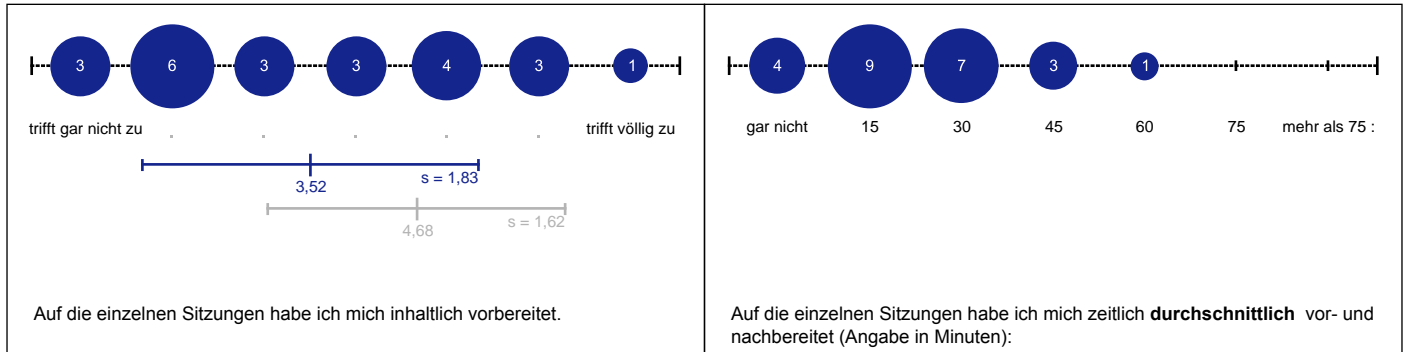 3 6 3 3 4 3 1
trifft gar nicht zu . . . . . trifft völlig zu
3,52 s = 1,83
4,68 s = 1,62
Auf die einzelnen Sitzungen habe ich mich inhaltlich vorbereitet.
4 9 7 3 1
gar nicht 15 30 45 60 75 mehr als 75 :
Auf die einzelnen Sitzungen habe ich mich zeitlich durchschnittlich vor- und
nachbereitet (Angabe in Minuten):